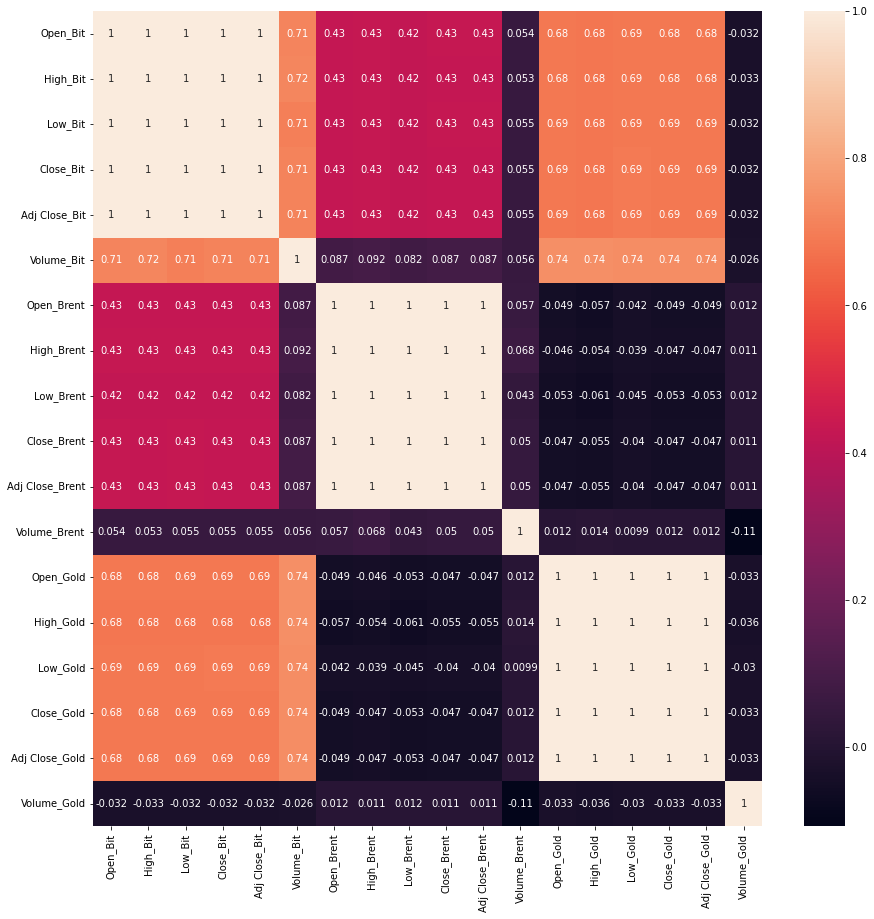 Open_Bit 1 1 1 1 1 0.71 0.43 0.43 0.42 0.43 0.43 0.054 0.68 0.68 0.69 0.68 0.68 -0.032
High_Bit 1 1 1 1 1 0.72 0.43 0.43 0.42 0.43 0.43 0.053 0.68 0.68 0.69 0.68 0.68 -0.033
Low_Bit 1 1 1 1 1 0.71 0.43 0.43 0.42 0.43 0.43 0.055 0.69 0.68 0.69 0.69 0.69 -0.032
Close_Bit 1 1 1 1 1 0.71 0.43 0.43 0.42 0.43 0.43 0.055 0.69 0.68 0.69 0.69 0.69 -0.032
Adj Close_Bit 1 1 1 1 1 0.71 0.43 0.43 0.42 0.43 0.43 0.055 0.69 0.68 0.69 0.69 0.69 -0.032
Volume_Bit 0.71 0.72 0.71 0.71 0.71 1 0.087 0.092 0.082 0.087 0.087 0.056 0.74 0.74 0.74 0.74 0.74 -0.026
Open_Brent 0.43 0.43 0.43 0.43 0.43 0.087 1 1 1 1 1 0.057 -0.049 -0.057 -0.042 -0.049 -0.049 0.012
High_Brent 0.43 0.43 0.43 0.43 0.43 0.092 1 1 1 1 1 0.068 -0.046 -0.054 -0.039 -0.047 -0.047 0.011
Low_Brent 0.42 0.42 0.42 0.42 0.42 0.082 1 1 1 1 1 0.043 -0.053 -0.061 -0.045 -0.053 -0.053 0.012
Close_Brent 0.43 0.43 0.43 0.43 0.43 0.087 1 1 1 1 1 0.05 -0.047 -0.055 -0.04 -0.047 -0.047 0.011
Adj Close_Brent 0.43 0.43 0.43 0.43 0.43 0.087 1 1 1 1 1 0.05 -0.047 -0.055 -0.04 -0.047 -0.047 0.011
Volume_Brent 0.054 0.053 0.055 0.055 0.055 0.056 0.057 0.068 0.043 0.05 0.05 1 0.012 0.014 0.0099 0.012 0.012 -0.11
Open_Gold 0.68 0.68 0.69 0.69 0.69 0.74 -0.049 -0.046 -0.053 -0.047 -0.047 0.012 1 1 1 1 1 -0.033
High_Gold 0.68 0.68 0.68 0.68 0.68 0.74 -0.057 -0.054 -0.061 -0.055 -0.055 0.014 1 1 1 1 1 -0.036
Low_Gold 0.69 0.69 0.69 0.69 0.69 0.74 -0.042 -0.039 -0.045 -0.04 -0.04 0.0099 1 1 1 1 1 -0.03
Close_Gold 0.68 0.68 0.69 0.69 0.69 0.74 -0.049 -0.047 -0.053 -0.047 -0.047 0.012 1 1 1 1 1 -0.033
Adj Close_Gold 0.68 0.68 0.69 0.69 0.69 0.74 -0.049 -0.047 -0.053 -0.047 -0.047 0.012 1 1 1 1 1 -0.033
Volume_Gold -0.032 -0.033 -0.032 -0.032 -0.032 -0.026 0.012 0.011 0.012 0.011 0.011 -0.11 -0.033 -0.036 -0.03 -0.033 -0.033 1
Open_Bit
High_Bit
Low_Bit
Close_Bit
Adj Close_Bit
Volume_Bit
Open_Brent
High_Brent
Low_Brent
Close_Brent
Adj Close_Brent
Volume_Brent
Open_Gold
High_Gold
Low_Gold
Close_Gold
Adj Close_Gold
Volume_Gold
1.0
0.8
0.6
0.4
0.2
0.0